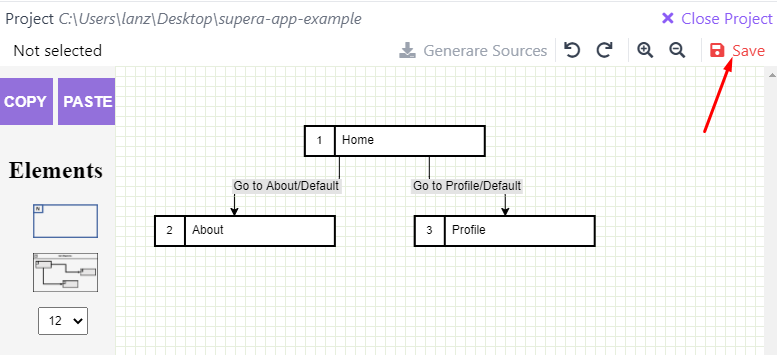 Project C:\Users\lanz\Desktop\supera-app-example
Close Project
Not selected
Generate Sources
Save
COPY
PASTE
Elements
N
12
1 Home
Go to About/Default
Go to Profile/Default
2 About
3 Profile